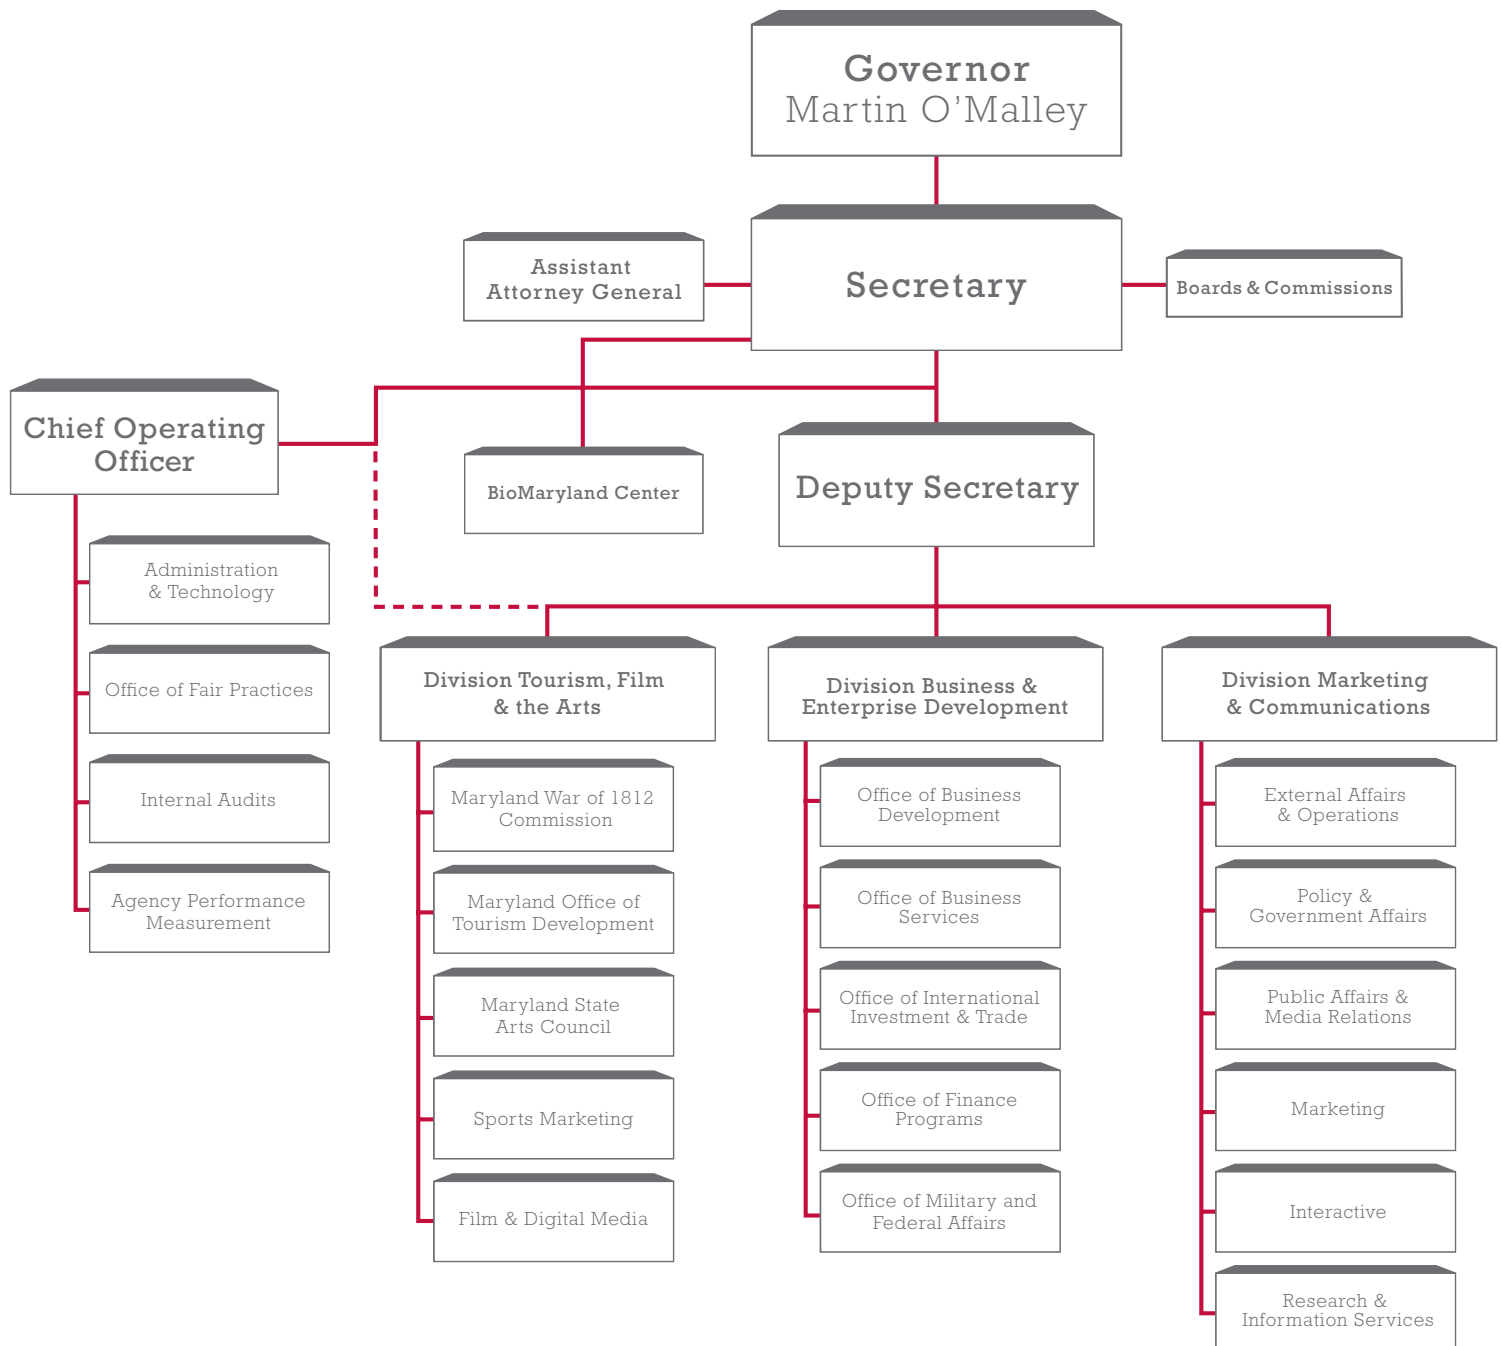 Governor
Martin O’Malley
Assistant
Attorney General
Secretary
Boards & Commissions
Chief Operating
Officer
BioMaryland Center
Deputy Secretary
Administration
& Technology
Office of Fair Practices
Internal Audits
Agency Performance
Measurement
Division Tourism, Film
& the Arts
Maryland War of 1812
Commission
Maryland Office of
Tourism Development
Maryland State
Arts Council
Sports Marketing
Film & Digital Media
Division Business &
Enterprise Development
Office of Business
Development
Office of Business
Services
Office of International
Investment & Trade
Office of Finance
Programs
Office of Military and
Federal Affairs
Division Marketing
& Communications
External Affairs
& Operations
Policy &
Government Affairs
Public Affairs &
Media Relations
Marketing
Interactive
Research &
Information Services